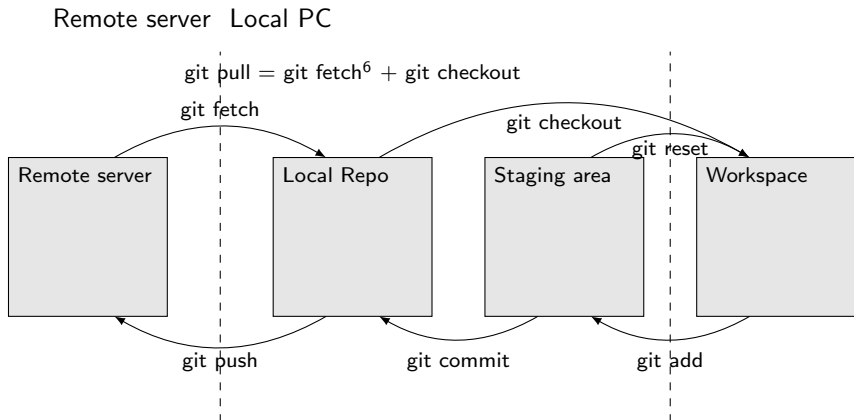 Remote server Local PC
git pull = git fetch⁶ + git checkout
git fetch
git checkout
git reset
Remote server
Local Repo
Staging area
Workspace
git push
git commit
git add